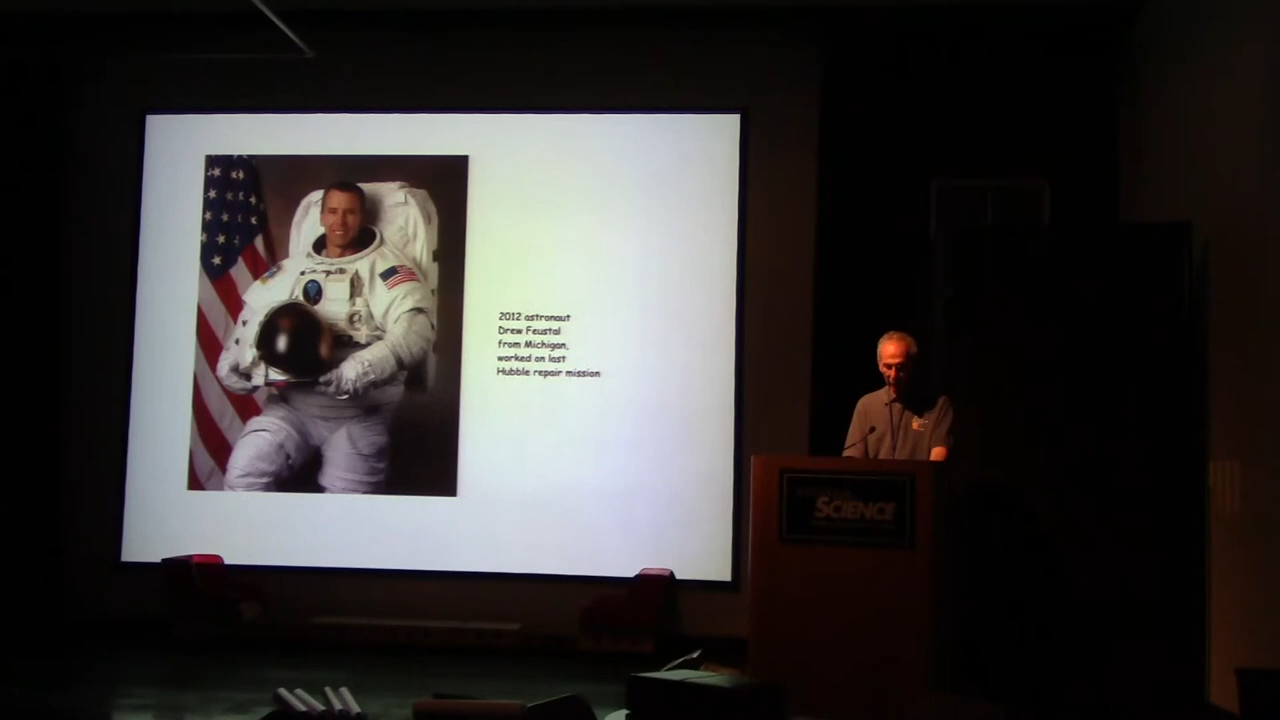 2012 astronaut
Drew Feustal
from Michigan,
worked on last
Hubble repair mission
SCIENCE